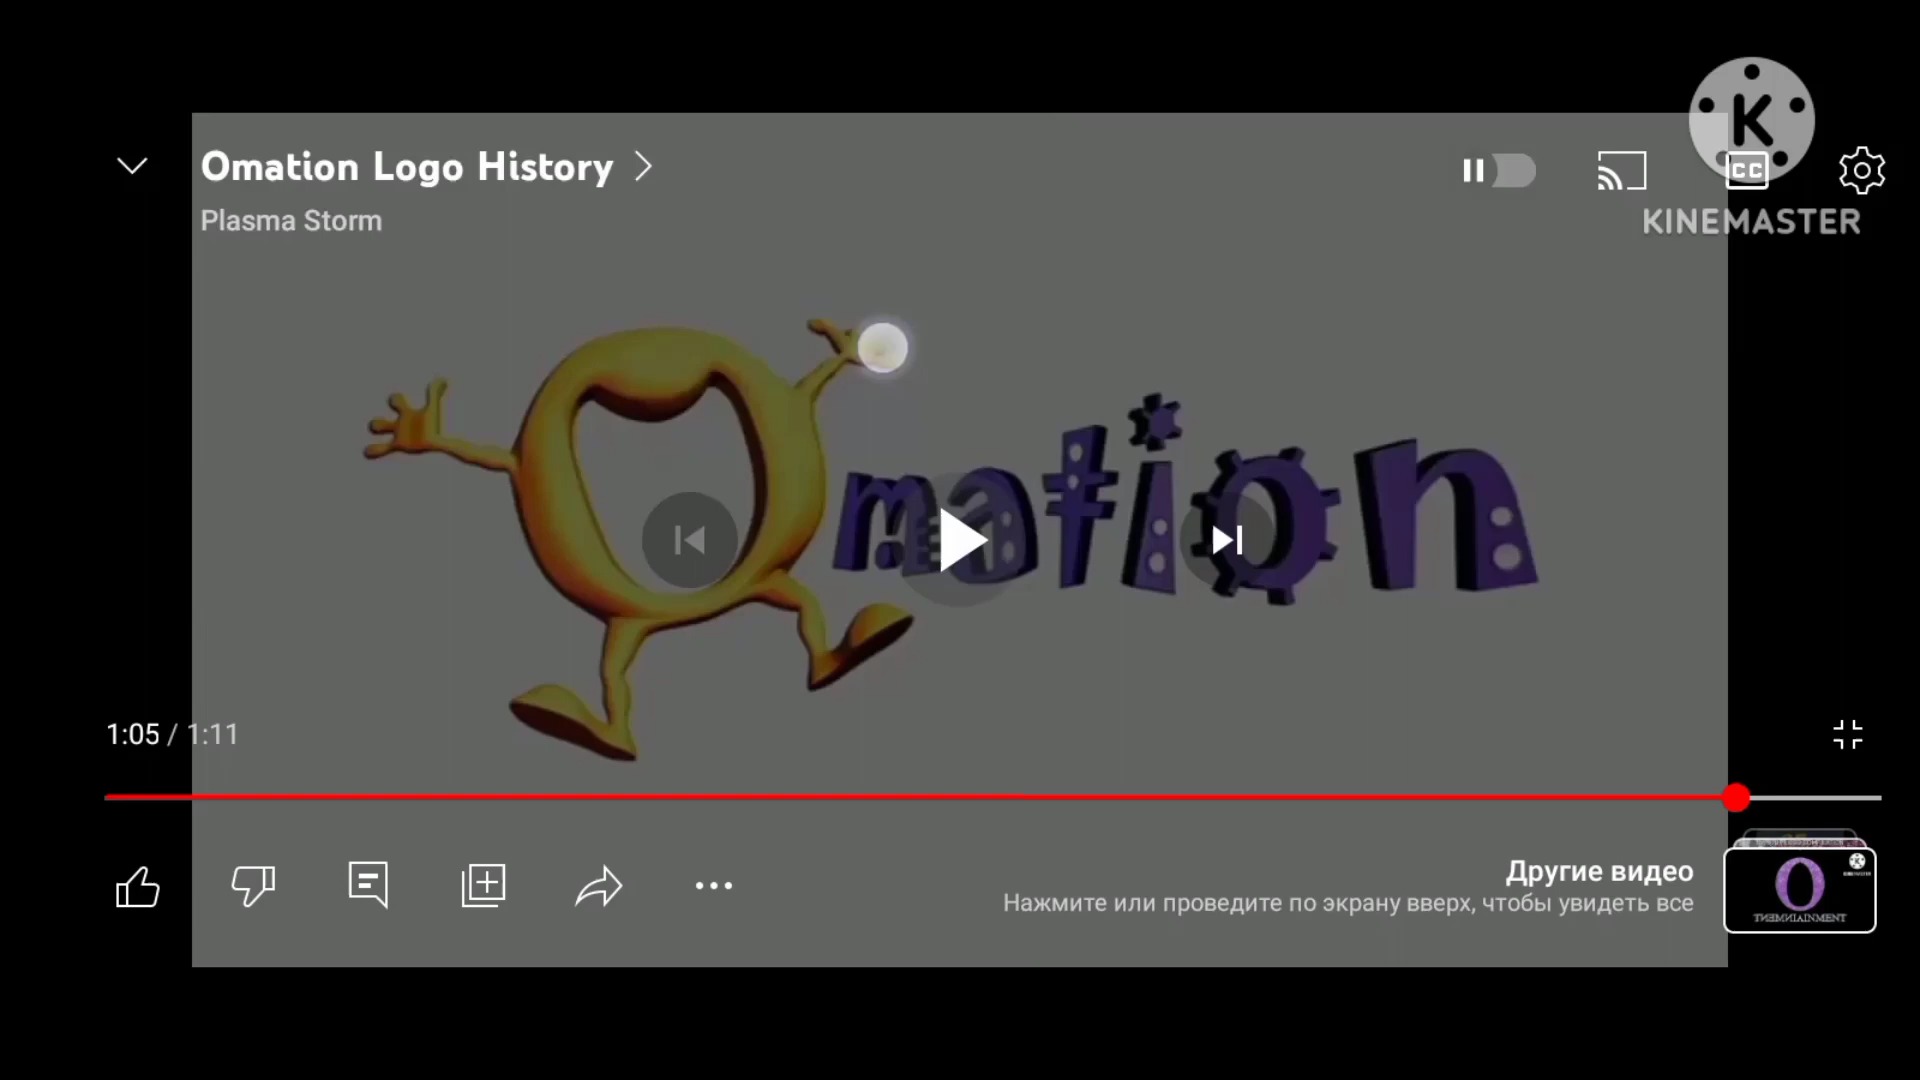 Omation Logo History
Plasma Storm
K
CC
KINEMASTER
Omation
1:05 / 1:11
Другие видео
Нажмите или проведите по экрану вверх, чтобы увидеть все